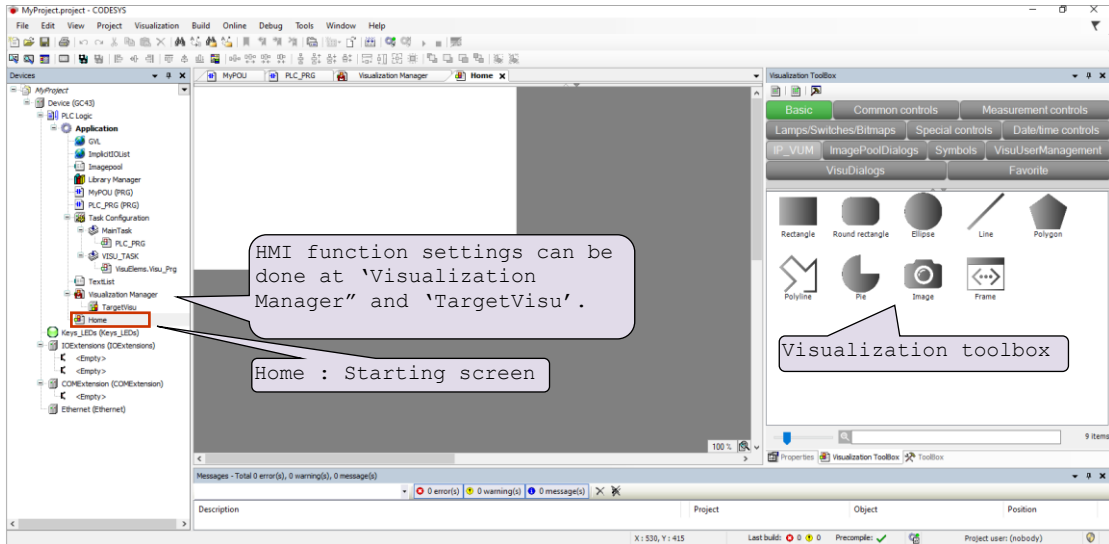 MyProject.project - CODESYS
File Edit View Project Visualization Build Online Debug Tools Window Help
Devices
MyProject
Device (GC43)
PLC Logic
Application
GVL
ImplicitIOList
Imagepool
Library Manager
MyPOU (PRG)
PLC_PRG (PRG)
Task Configuration
MainTask
PLC_PRG
VISU_TASK
VisuElems.Visu_Prg
TextList
Visualization Manager
TargetVisu
Home
Keys_LEDs (Keys_LEDs)
IOExtensions (IOExtensions)
<Empty>
<Empty>
COMExtension (COMExtension)
<Empty>
Ethernet (Ethernet)
MyPOU PLC_PRG Visualization Manager Home
HMI function settings can be
done at ‘Visualization
Manager” and ‘TargetVisu’.
Home : Starting screen
100 %
Visualization ToolBox
Basic Common controls Measurement controls
Lamps/Switches/Bitmaps Special controls Date/time controls
IP_VUM ImagePoolDialogs Symbols VisuUserManagement
VisuDialogs Favorite
Rectangle Round rectangle Ellipse Line Polygon
Polyline Pie Image Frame
Visualization toolbox
9 items
Properties Visualization ToolBox ToolBox
Messages - Total 0 error(s), 0 warning(s), 0 message(s)
0 error(s) 0 warning(s) 0 message(s)
Description Project Object Position
X : 530, Y : 415 Last build: 0 0 Precompile: Project user: (nobody)